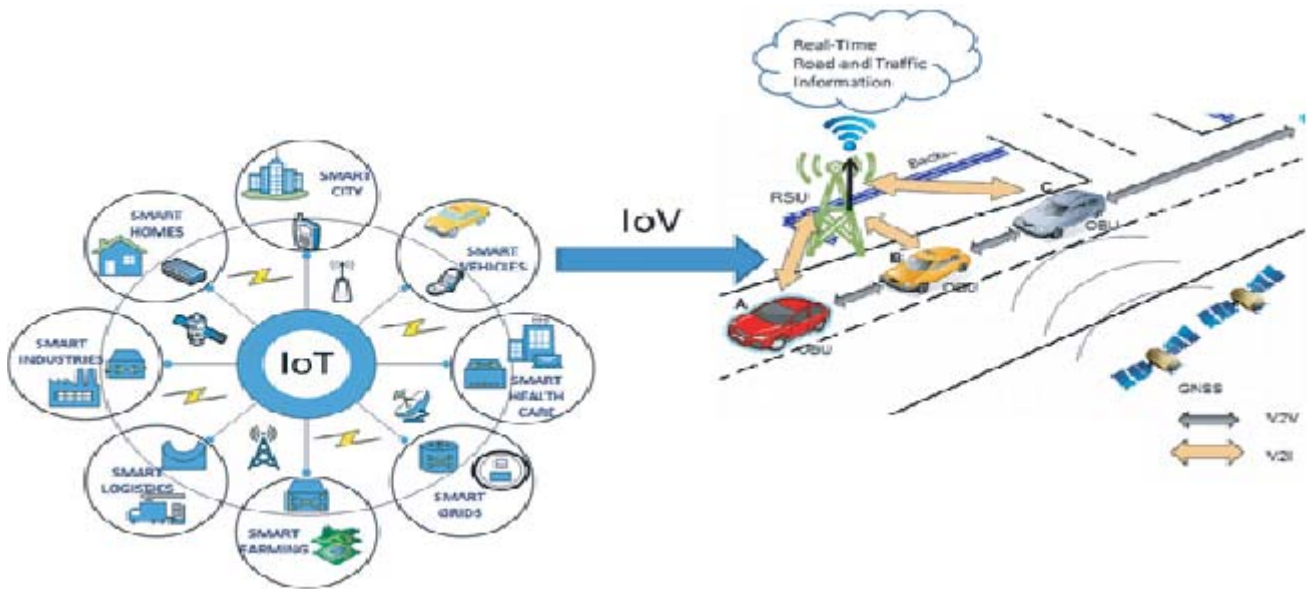 Real-Time
Road and Traffic
Information
SMART
CITY
SMART
HOMES
SMART
VEHICLES
IoV
RSU
C
OBU
B
OBU
A
OBU
SMART
INDUSTRIES
IoT
SMART
HEALTH
CARE
GNSS
V2V
V2I
SMART
LOGISTICS
SMART
GRIDS
SMART
FARMING